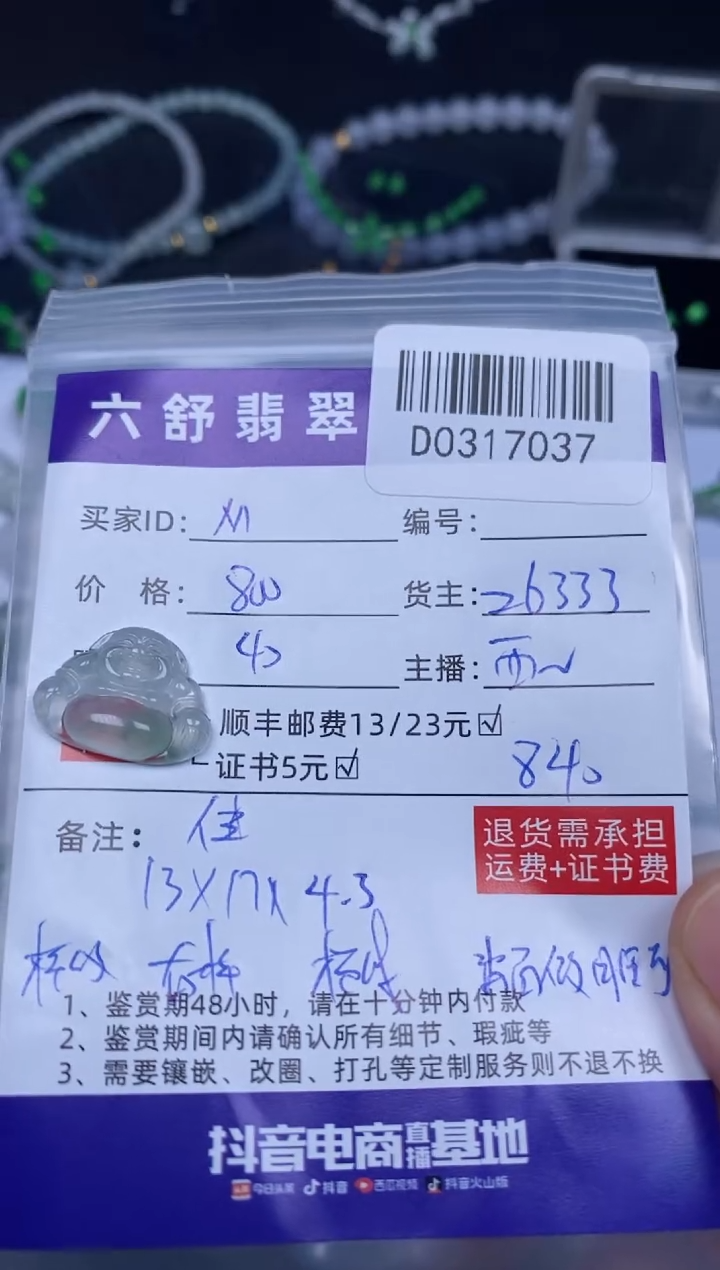 六舒翡翠
D0317037
买家ID:
编号:
价 格: 800
货主: 26333
40
主播:
顺丰邮费13/23元☑
证书5元☑
840
备注: 佳
退货需承担
运费+证书费
13X17X4.3
1、鉴赏期48小时，请在十分钟内付款
2、鉴赏期间内请确认所有细节、瑕疵等
3、需要镶嵌、改圈、打孔等定制服务则不退不换
抖音电商直播基地
头条 今日头条 抖音 西瓜视频 抖音火山版